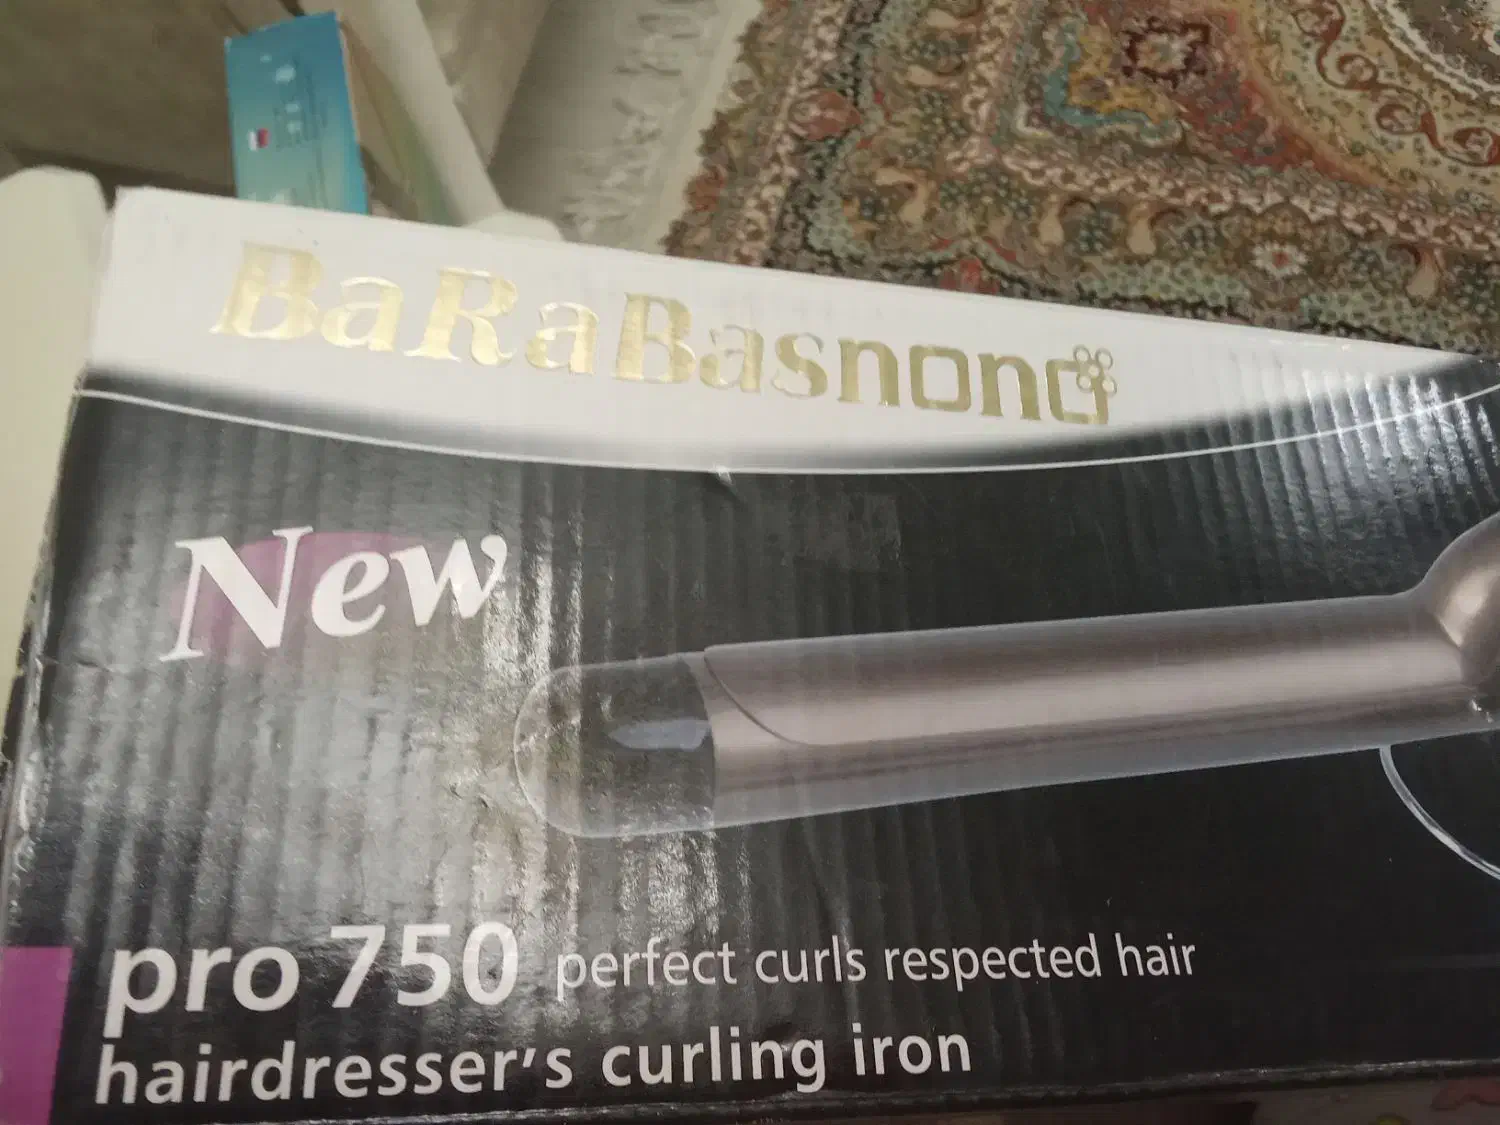 BaRaBasnono
New
pro 750 perfect curls respected hair
hairdresser's curling iron